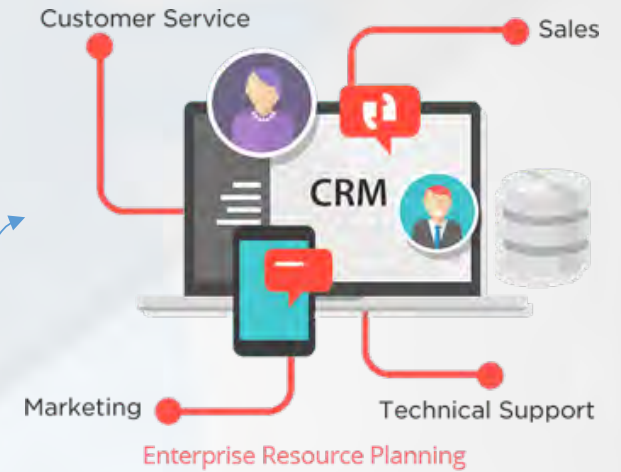 Customer Service
Sales
CRM
Marketing
Technical Support
Enterprise Resource Planning